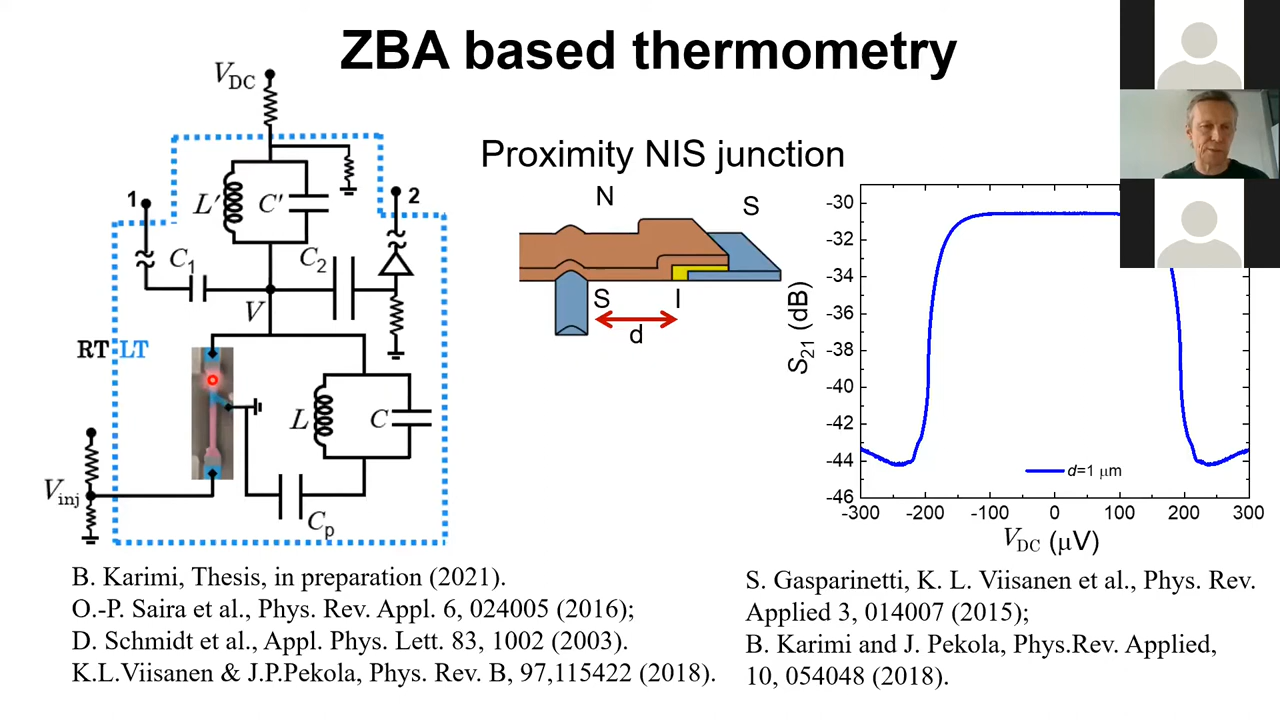 ZBA based thermometry
V_DC
1
2
L′
C′
C_1
C_2
V
RT
LT
L
C
V_inj
C_p
Proximity NIS junction
N
S
S
I
d
S_21 (dB)
-30
-32
-34
-36
-38
-40
-42
-44
-46
d=1 μm
-300 -200 -100 0 100 200 300
V_DC (μV)
B. Karimi, Thesis, in preparation (2021).
O.-P. Saira et al., Phys. Rev. Appl. 6, 024005 (2016);
D. Schmidt et al., Appl. Phys. Lett. 83, 1002 (2003).
K.L.Viisanen & J.P.Pekola, Phys. Rev. B, 97,115422 (2018).
S. Gasparinetti, K. L. Viisanen et al., Phys. Rev.
Applied 3, 014007 (2015);
B. Karimi and J. Pekola, Phys.Rev. Applied,
10, 054048 (2018).